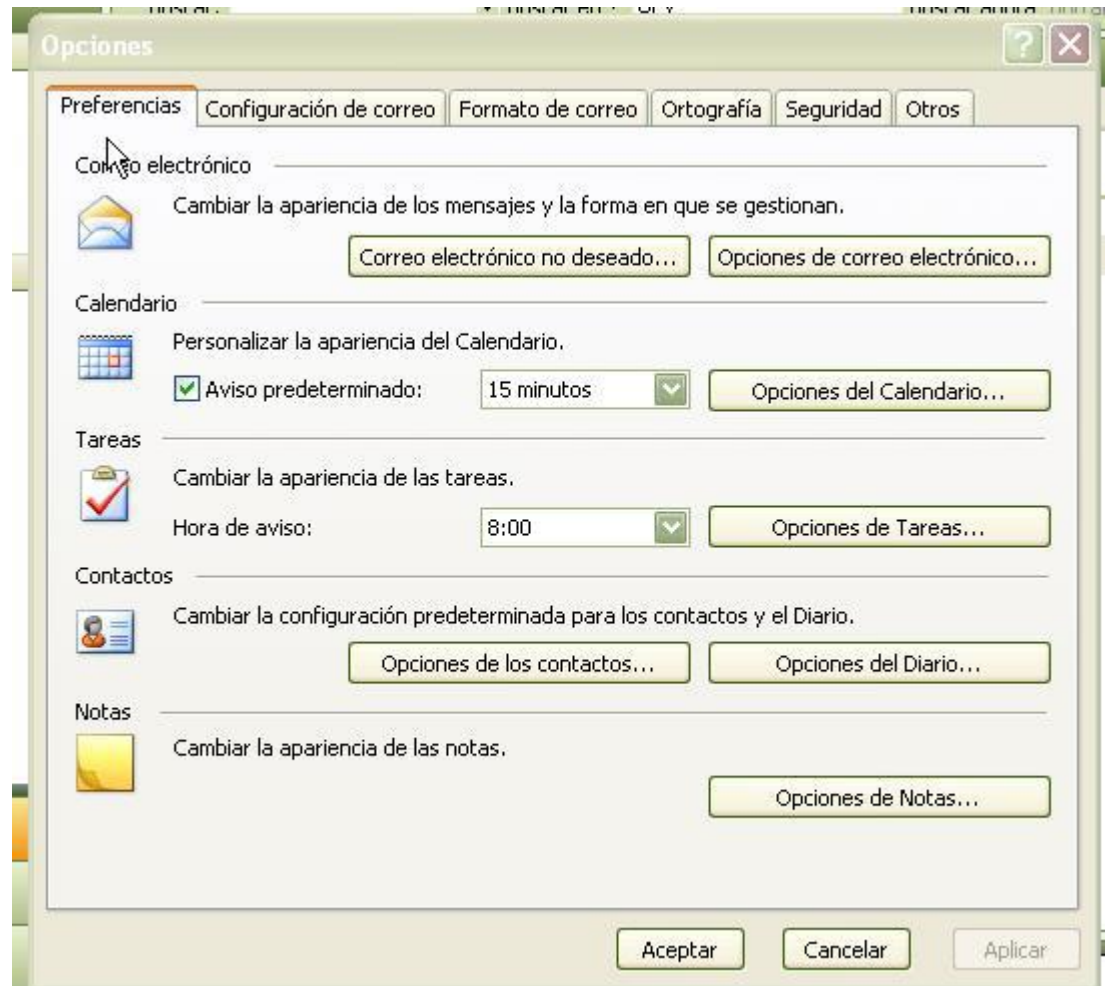 Opciones
Preferencias Configuración de correo Formato de correo Ortografía Seguridad Otros
Correo electrónico
Cambiar la apariencia de los mensajes y la forma en que se gestionan.
Correo electrónico no deseado... Opciones de correo electrónico...
Calendario
Personalizar la apariencia del Calendario.
Aviso predeterminado: 15 minutos Opciones del Calendario...
Tareas
Cambiar la apariencia de las tareas.
Hora de aviso: 8:00 Opciones de Tareas...
Contactos
Cambiar la configuración predeterminada para los contactos y el Diario.
Opciones de los contactos... Opciones del Diario...
Notas
Cambiar la apariencia de las notas.
Opciones de Notas...
Aceptar Cancelar Aplicar